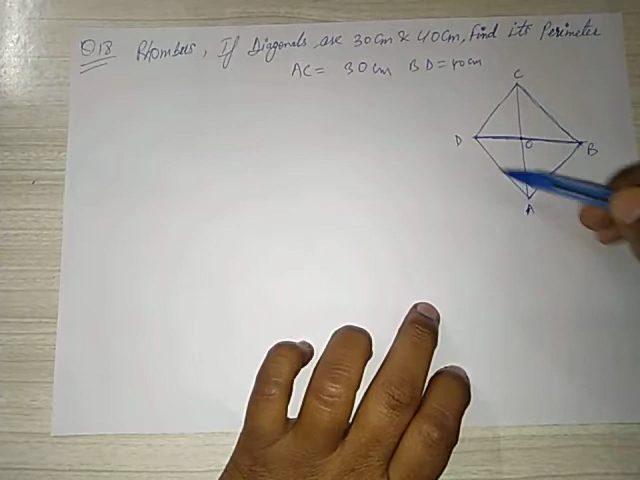 Q18 Rhombus, If Diagonals are 30cm & 40cm, Find its Perimeter
AC = 30cm BD = 40cm
C
D O B
A